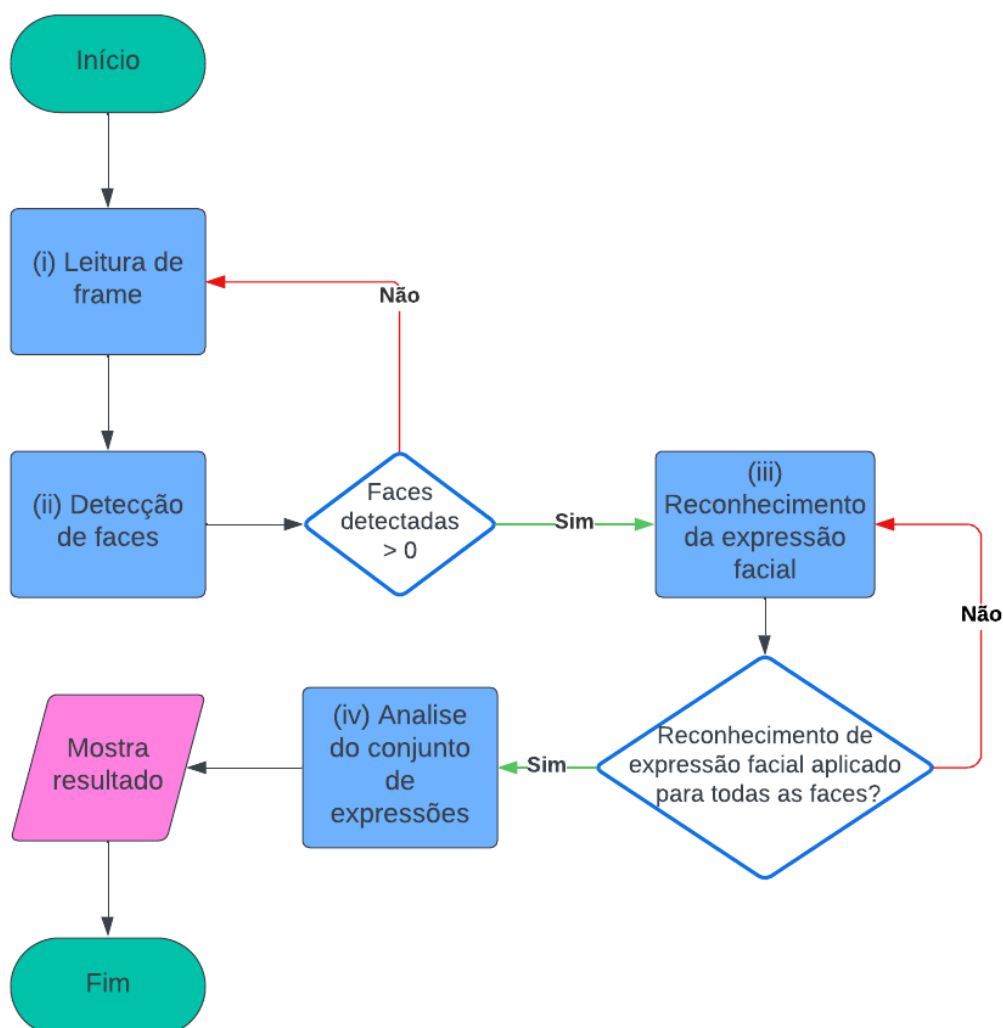 Início
(i) Leitura de
frame
Não
(ii) Detecção
de faces
Faces
detectadas
> 0
Sim
(iii)
Reconhecimento
da expressão
facial
Não
Reconhecimento de
expressão facial aplicado
para todas as faces?
Sim
(iv) Analise
do conjunto
de
expressões
Mostra
resultado
Fim